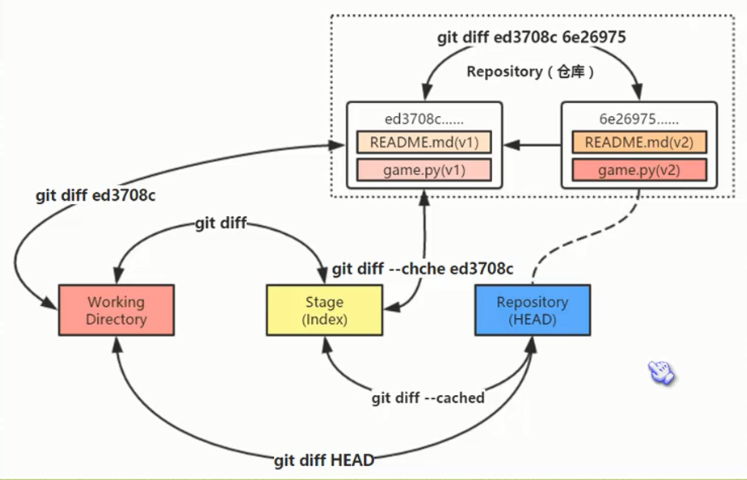 git diff ed3708c 6e26975
Repository（仓库）
ed3708c......
6e26975......
README.md(v1)
README.md(v2)
game.py(v1)
game.py(v2)
git diff ed3708c
git diff
git diff --chche ed3708c
Working
Directory
Stage
(Index)
Repository
(HEAD)
git diff --cached
git diff HEAD